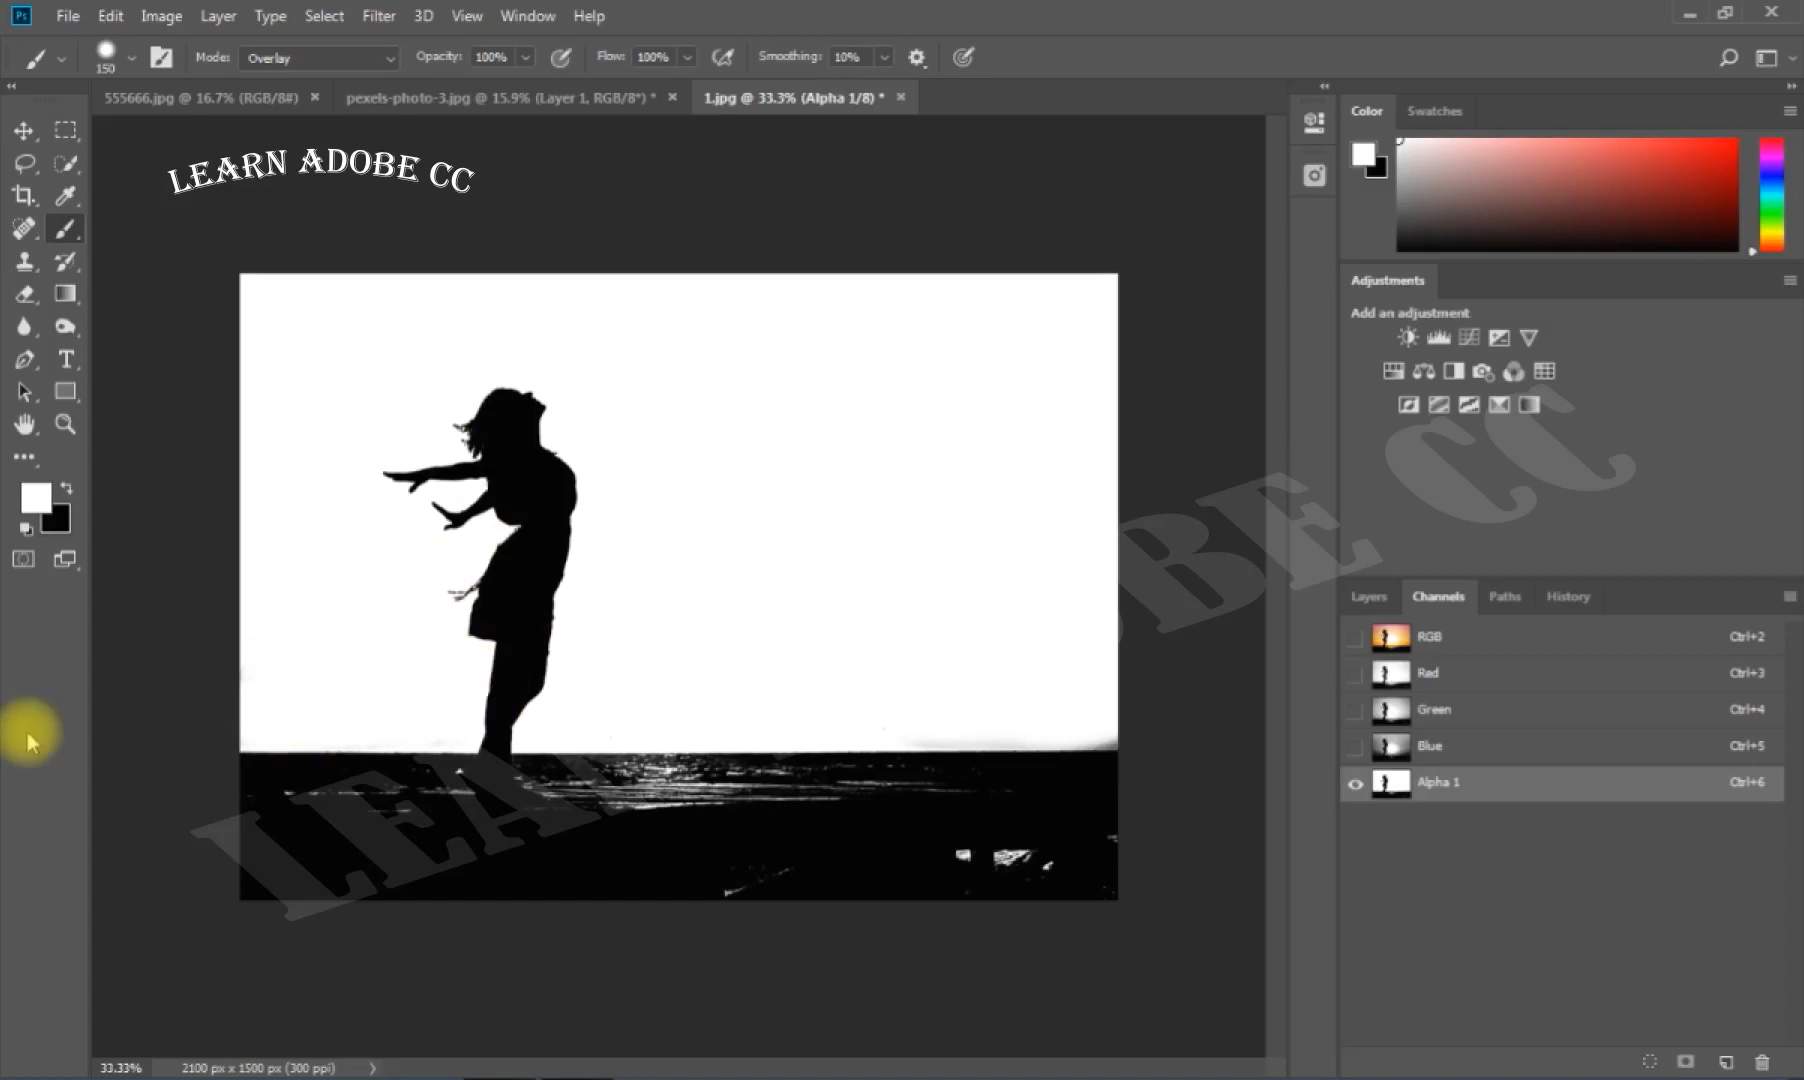 Ps File Edit Image Layer Type Select Filter 3D View Window Help
150 Mode: Overlay Opacity: 100% Flow: 100% Smoothing: 10%
555666.jpg @ 16.7% (RGB/8#) × pexels-photo-3.jpg @ 15.9% (Layer 1, RGB/8*) * × 1.jpg @ 33.3% (Alpha 1/8) * ×
Color Swatches
LEARN ADOBE CC
Adjustments
Add an adjustment
LEARN ADOBE CC
Layers Channels Paths History
RGB Ctrl+2
Red Ctrl+3
Green Ctrl+4
Blue Ctrl+5
Alpha 1 Ctrl+6
33.33% 2100 px x 1500 px (300 ppi)